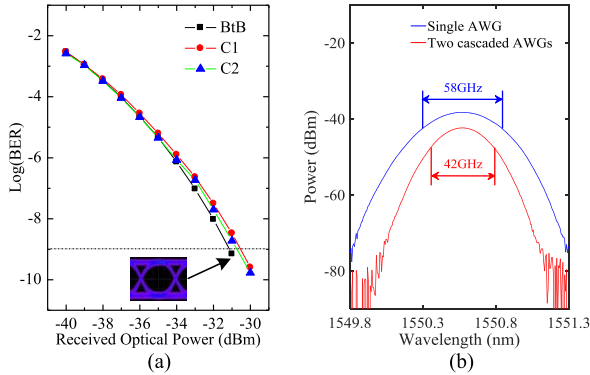 BtB
C1
C2
Log(BER)
-2
-4
-6
-8
-10
-40 -38 -36 -34 -32 -30
Received Optical Power (dBm)
(a)
Single AWG
Two cascaded AWGs
58GHz
42GHz
Power (dBm)
0
-20
-40
-60
-80
1549.8 1550.3 1550.8 1551.3
Wavelength (nm)
(b)